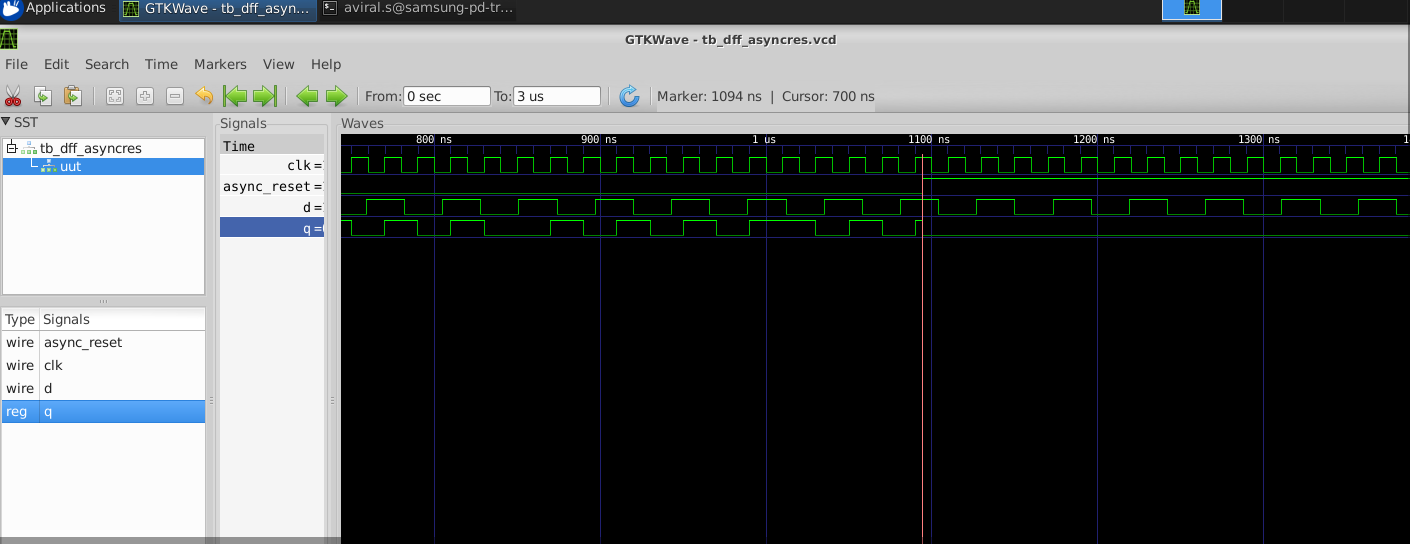 Applications GTKWave - tb_dff_asyn... aviral.s@samsung-pd-tr...
GTKWave - tb_dff_asyncres.vcd
File Edit Search Time Markers View Help
From: 0 sec To: 3 us Marker: 1094 ns | Cursor: 700 ns
SST
tb_dff_asyncres
uut
Type Signals
wire async_reset
wire clk
wire d
reg q
Signals
Time
clk =
async_reset =
d =
q =
Waves
800 ns 900 ns 1 us 1100 ns 1200 ns 1300 ns